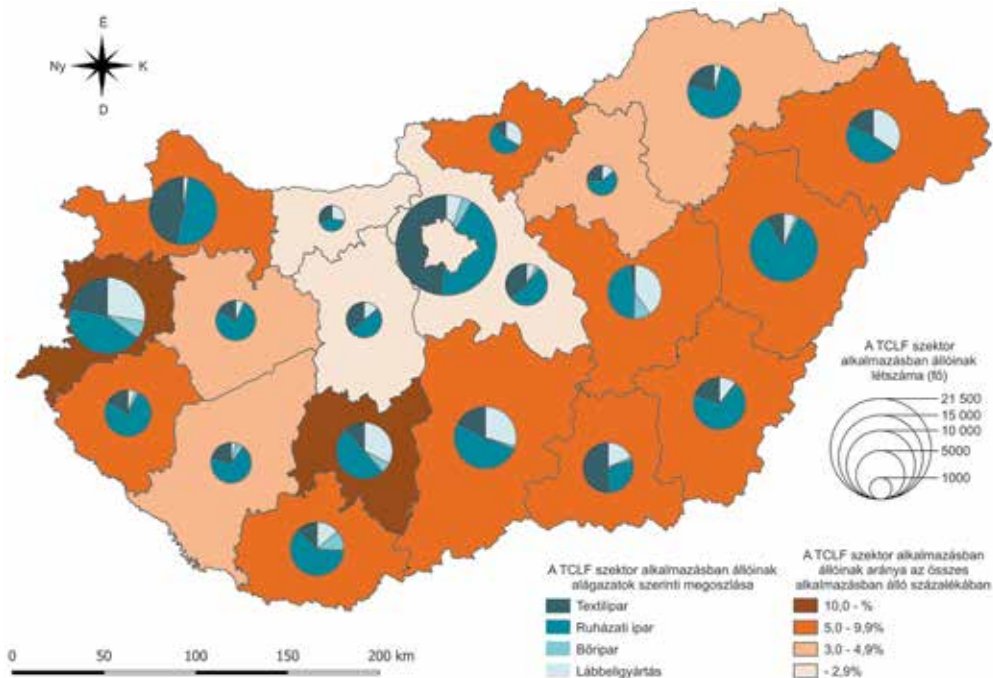 É
Ny
K
D
A TCLF szektor
alkalmazásban állóinak
létszáma (fő)
21 500
15 000
10 000
5000
1000
A TCLF szektor alkalmazásban állóinak
alágazatok szerinti megoszlása
Textilipar
Ruházati ipar
Bőripar
Lábbeligyártás
A TCLF szektor alkalmazásban
állóinak aránya az összes
alkalmazásban álló százalékában
10,0 - %
5,0 - 9,9%
3,0 - 4,9%
- 2,9%
0 50 100 150 200 km